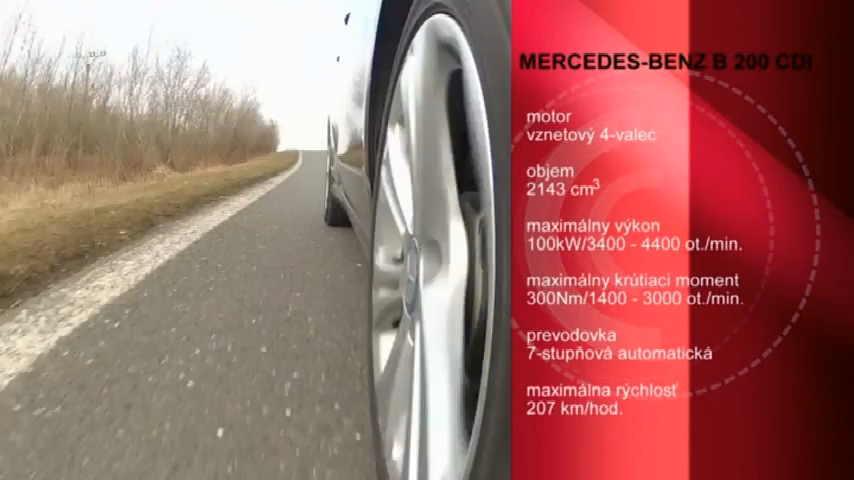 MERCEDES-BENZ B 200 CDI
motor
vznetový 4-valec
objem
2143 cm³
maximálny výkon
100kW/3400 - 4400 ot./min.
maximálny krútiaci moment
300Nm/1400 - 3000 ot./min.
prevodovka
7-stupňová automatická
maximálna rýchlosť
207 km/hod.